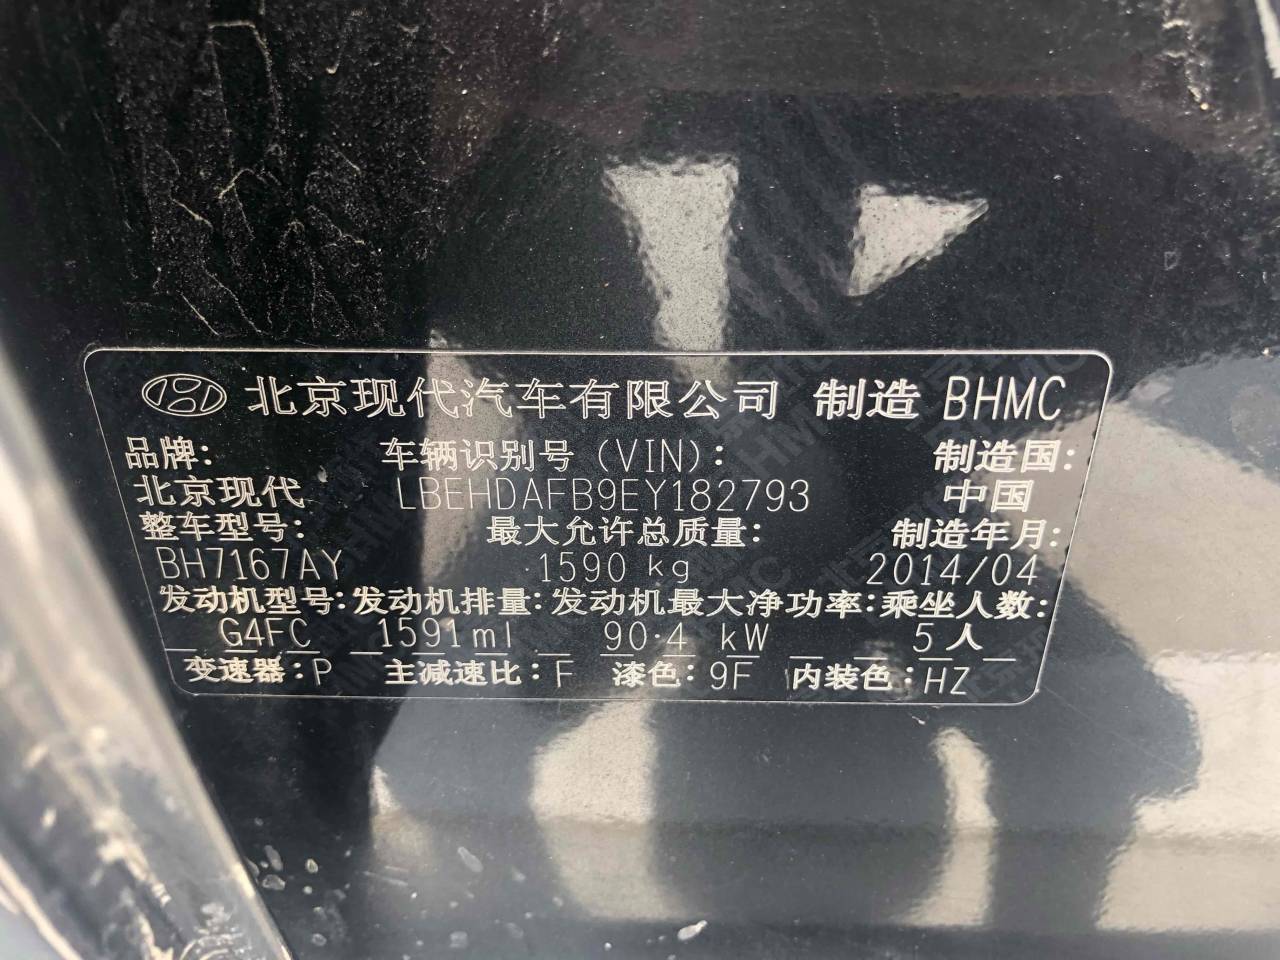 北京现代汽车有限公司 制造 BHMC
品牌: 车辆识别号 (VIN): 制造国:
北京现代 LBEHDAFB9EY182793 中国
整车型号: 最大允许总质量: 制造年月:
BH7167AY 1590 kg 2014/04
发动机型号: 发动机排量: 发动机最大净功率: 乘坐人数:
G4FC 1591ml 90.4 kW 5人
变速器: P 主减速比: F 漆色: 9F 内装色: HZ